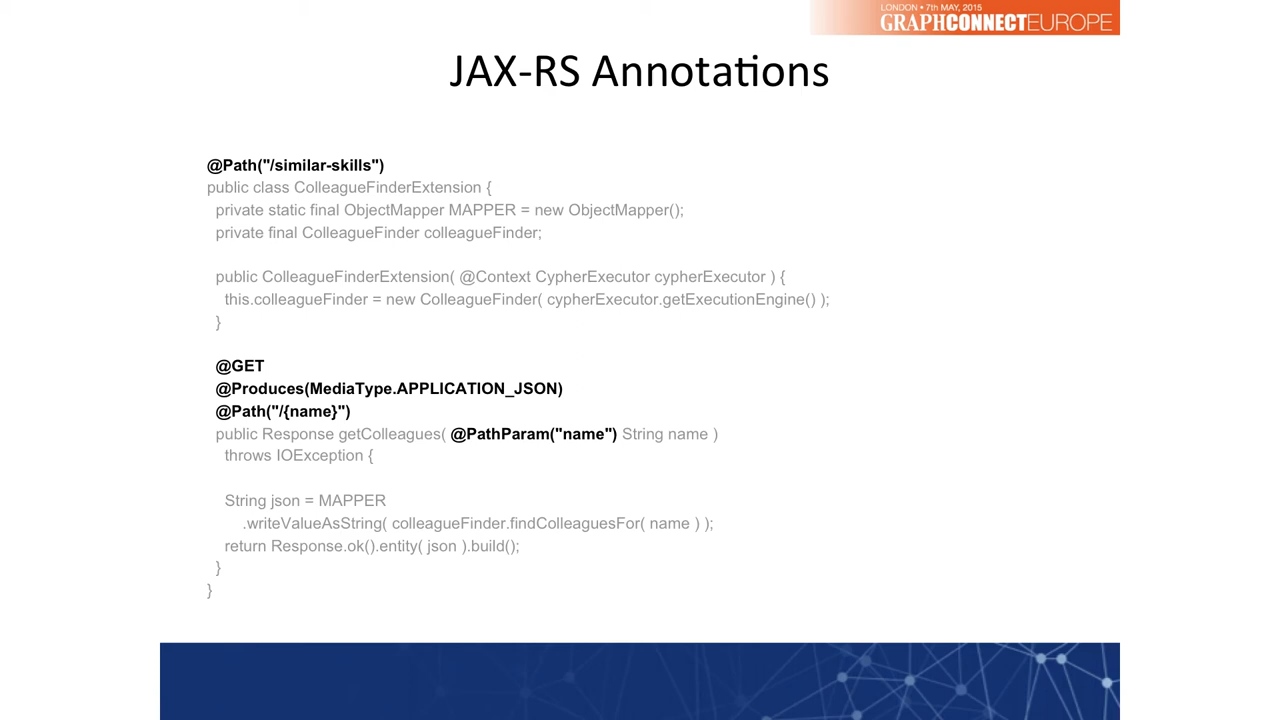 LONDON • 7th MAY, 2015
GRAPHCONNECTEUROPE
JAX-RS Annotations
@Path("/similar-skills")
public class ColleagueFinderExtension {
private static final ObjectMapper MAPPER = new ObjectMapper();
private final ColleagueFinder colleagueFinder;
public ColleagueFinderExtension( @Context CypherExecutor cypherExecutor ) {
this.colleagueFinder = new ColleagueFinder( cypherExecutor.getExecutionEngine() );
}
@GET
@Produces(MediaType.APPLICATION_JSON)
@Path("/{name}")
public Response getColleagues( @PathParam("name") String name )
throws IOException {
String json = MAPPER
.writeValueAsString( colleagueFinder.findColleaguesFor( name ) );
return Response.ok().entity( json ).build();
}
}